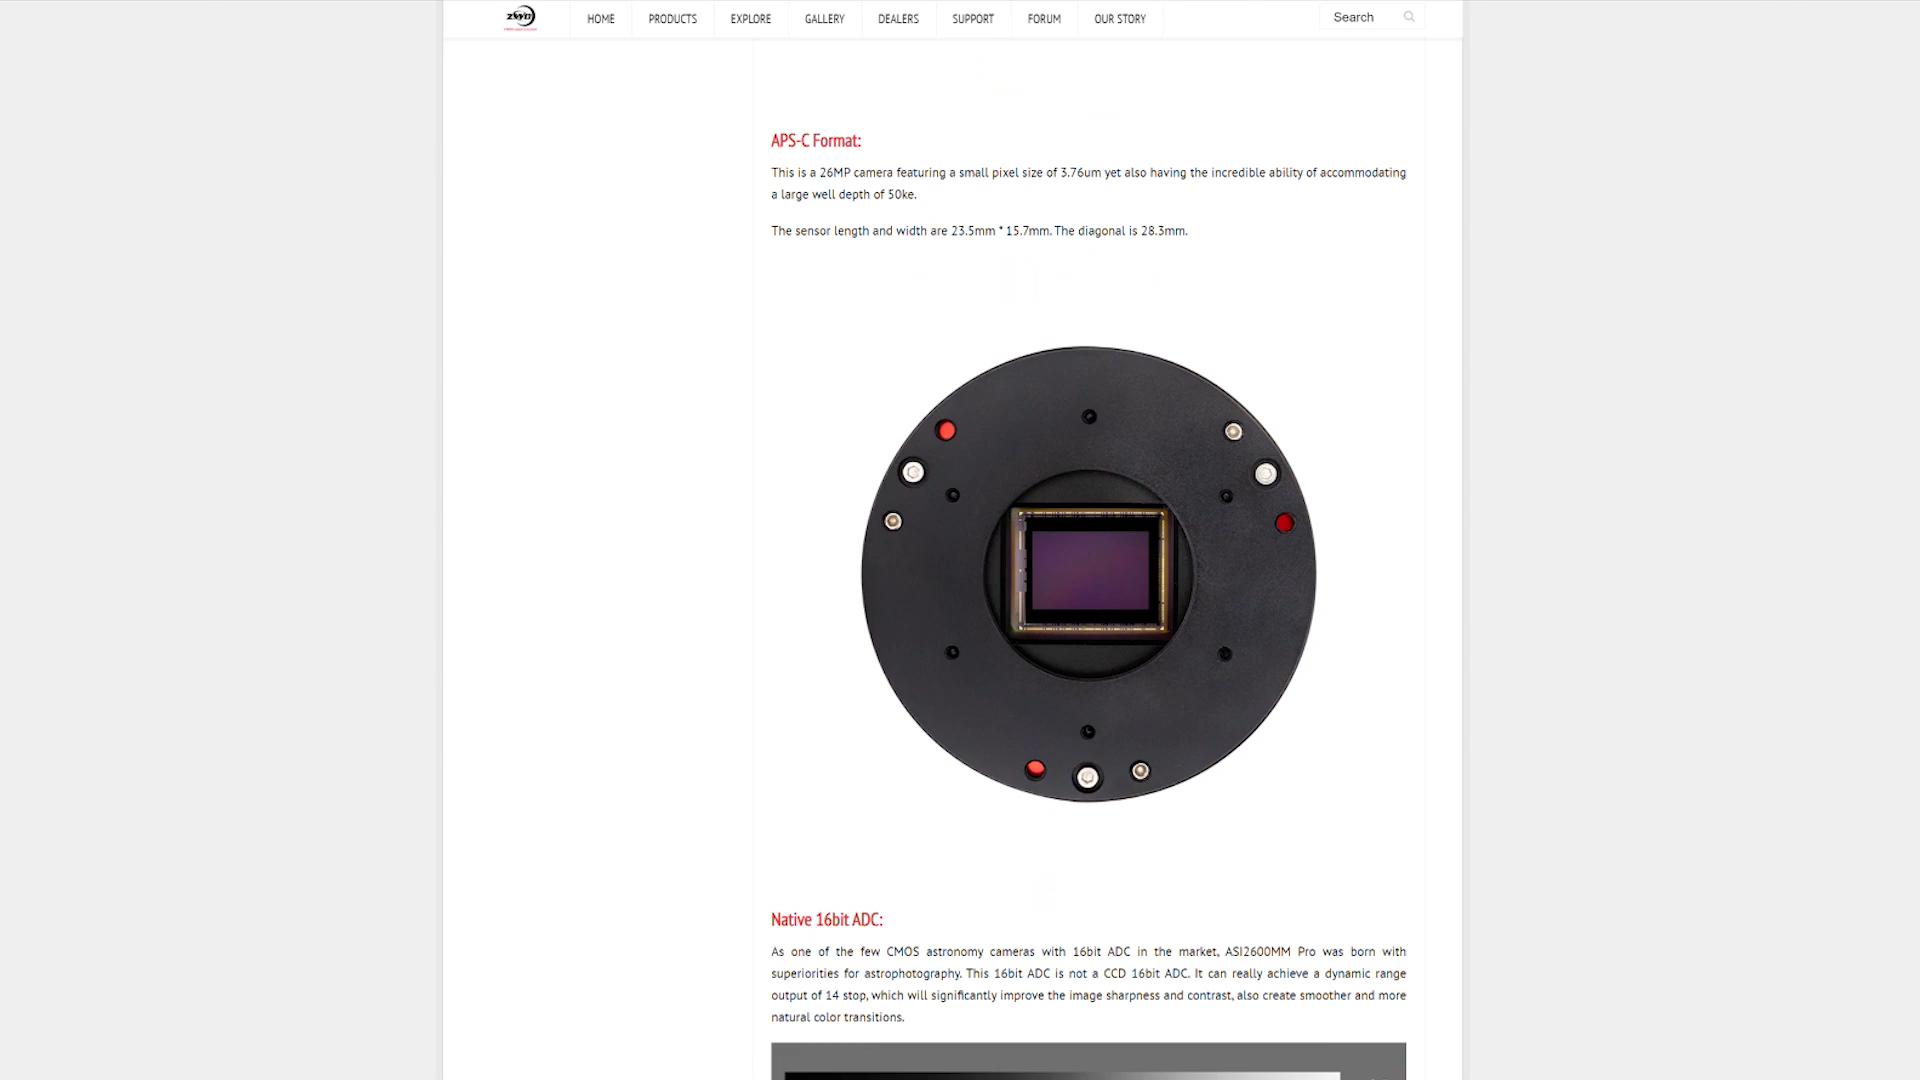 ZWO
HOME PRODUCTS EXPLORE GALLERY DEALERS SUPPORT FORUM OUR STORY Search
APS-C Format:
This is a 26MP camera featuring a small pixel size of 3.76um yet also having the incredible ability of accommodating
a large well depth of 50ke.
The sensor length and width are 23.5mm * 15.7mm. The diagonal is 28.3mm.
Native 16bit ADC:
As one of the few CMOS astronomy cameras with 16bit ADC in the market, ASI2600MM Pro was born with
superiorities for astrophotography. This 16bit ADC is not a CCD 16bit ADC. It can really achieve a dynamic range
output of 14 stop, which will significantly improve the image sharpness and contrast, also create smoother and more
natural color transitions.